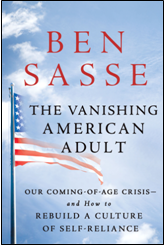 BEN
SASSE
THE VANISHING
AMERICAN
ADULT
OUR COMING-OF-AGE CRISIS—
and How to
REBUILD A CULTURE
OF SELF-RELIANCE